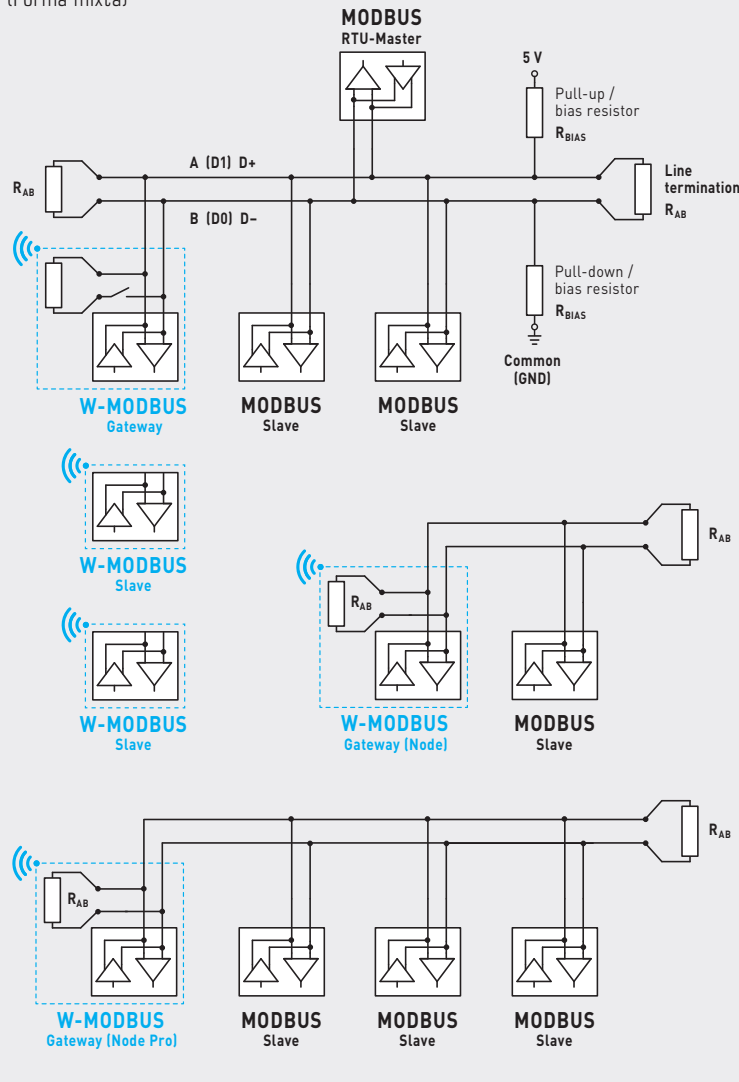 (Forma mixta)
MODBUS
RTU-Master
5 V
Pull-up /
bias resistor
RBIAS
A (D1) D+
RAB
B (D0) D–
Line
termination
RAB
Pull-down /
bias resistor
RBIAS
Common
(GND)
W-MODBUS
Gateway
MODBUS
Slave
MODBUS
Slave
W-MODBUS
Slave
RAB
RAB
W-MODBUS
Slave
W-MODBUS
Gateway (Node)
MODBUS
Slave
RAB
RAB
W-MODBUS
Gateway (Node Pro)
MODBUS
Slave
MODBUS
Slave
MODBUS
Slave